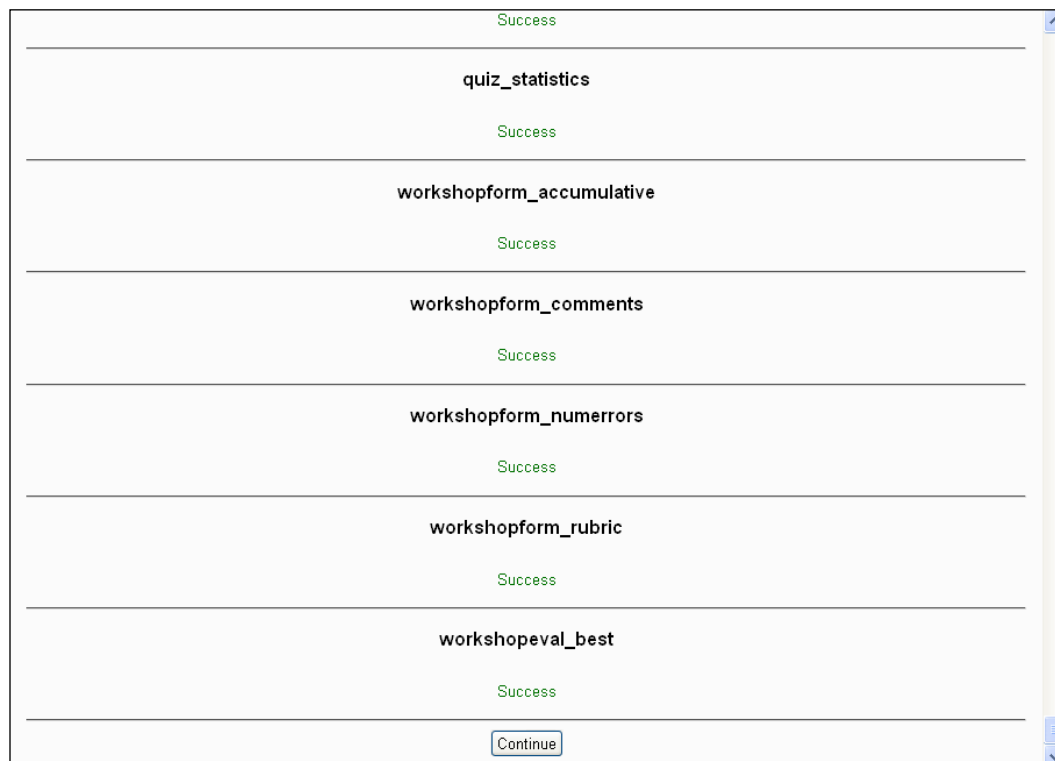 Success
quiz_statistics
Success
workshopform_accumulative
Success
workshopform_comments
Success
workshopform_numerrors
Success
workshopform_rubric
Success
workshopeval_best
Success
Continue